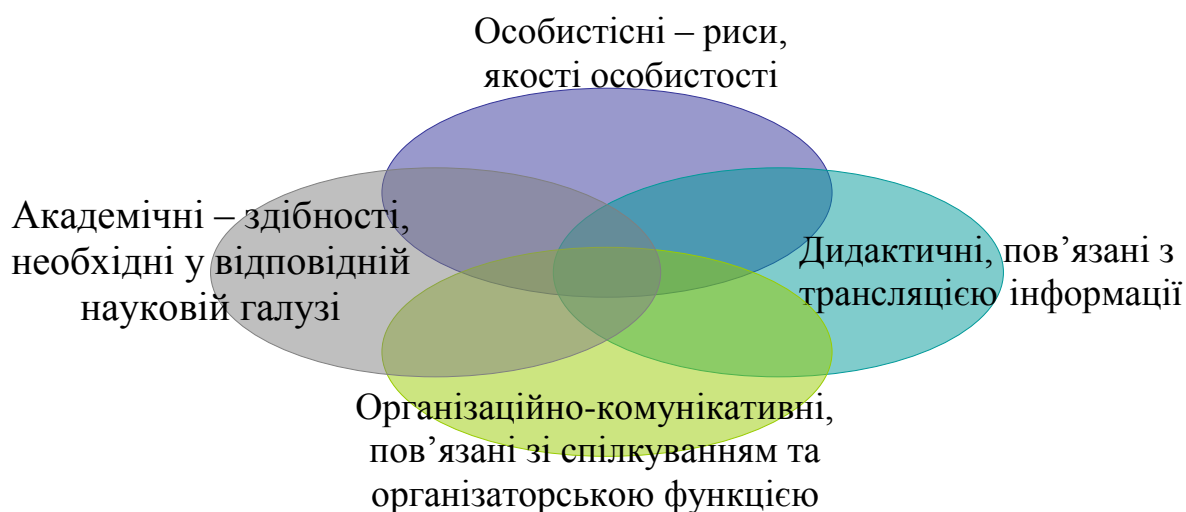 Особистісні – риси,
якості особистості
Академічні – здібності,
необхідні у відповідній
науковій галузі
Дидактичні, пов’язані з
трансляцією інформації
Організаційно-комунікативні,
пов’язані зі спілкуванням та
організаторською функцією